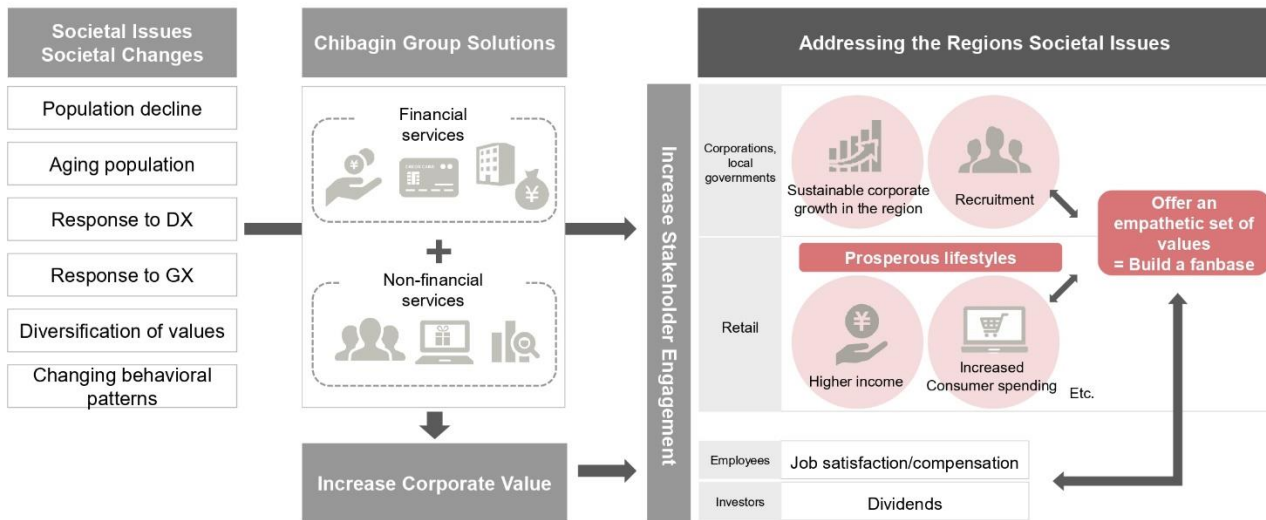 Societal Issues
Societal Changes
Population decline
Aging population
Response to DX
Response to GX
Diversification of values
Changing behavioral
patterns
Chibagin Group Solutions
Financial
services
CREDIT CARD
¥
¥
+
Non-financial
services
Increase Corporate Value
Increase Stakeholder Engagement
Addressing the Regions Societal Issues
Corporations,
local
governments
Sustainable corporate
growth in the region
Recruitment
Retail
Prosperous lifestyles
¥
Higher income
Increased
Consumer spending
Etc.
Offer an
empathetic set of
values
= Build a fanbase
Employees
Job satisfaction/compensation
Investors
Dividends